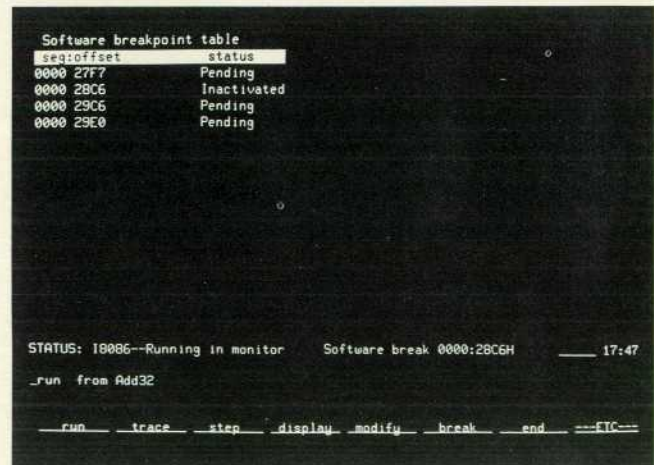 Software breakpoint table
seg:offset status
0000 27F7 Pending
0000 28C6 Inactivated
0000 29C6 Pending
0000 29E0 Pending
STATUS: I8086--Running in monitor Software break 0000:28C6H ____ 17:47
_run from Add32
run trace step display modify break end ---ETC---